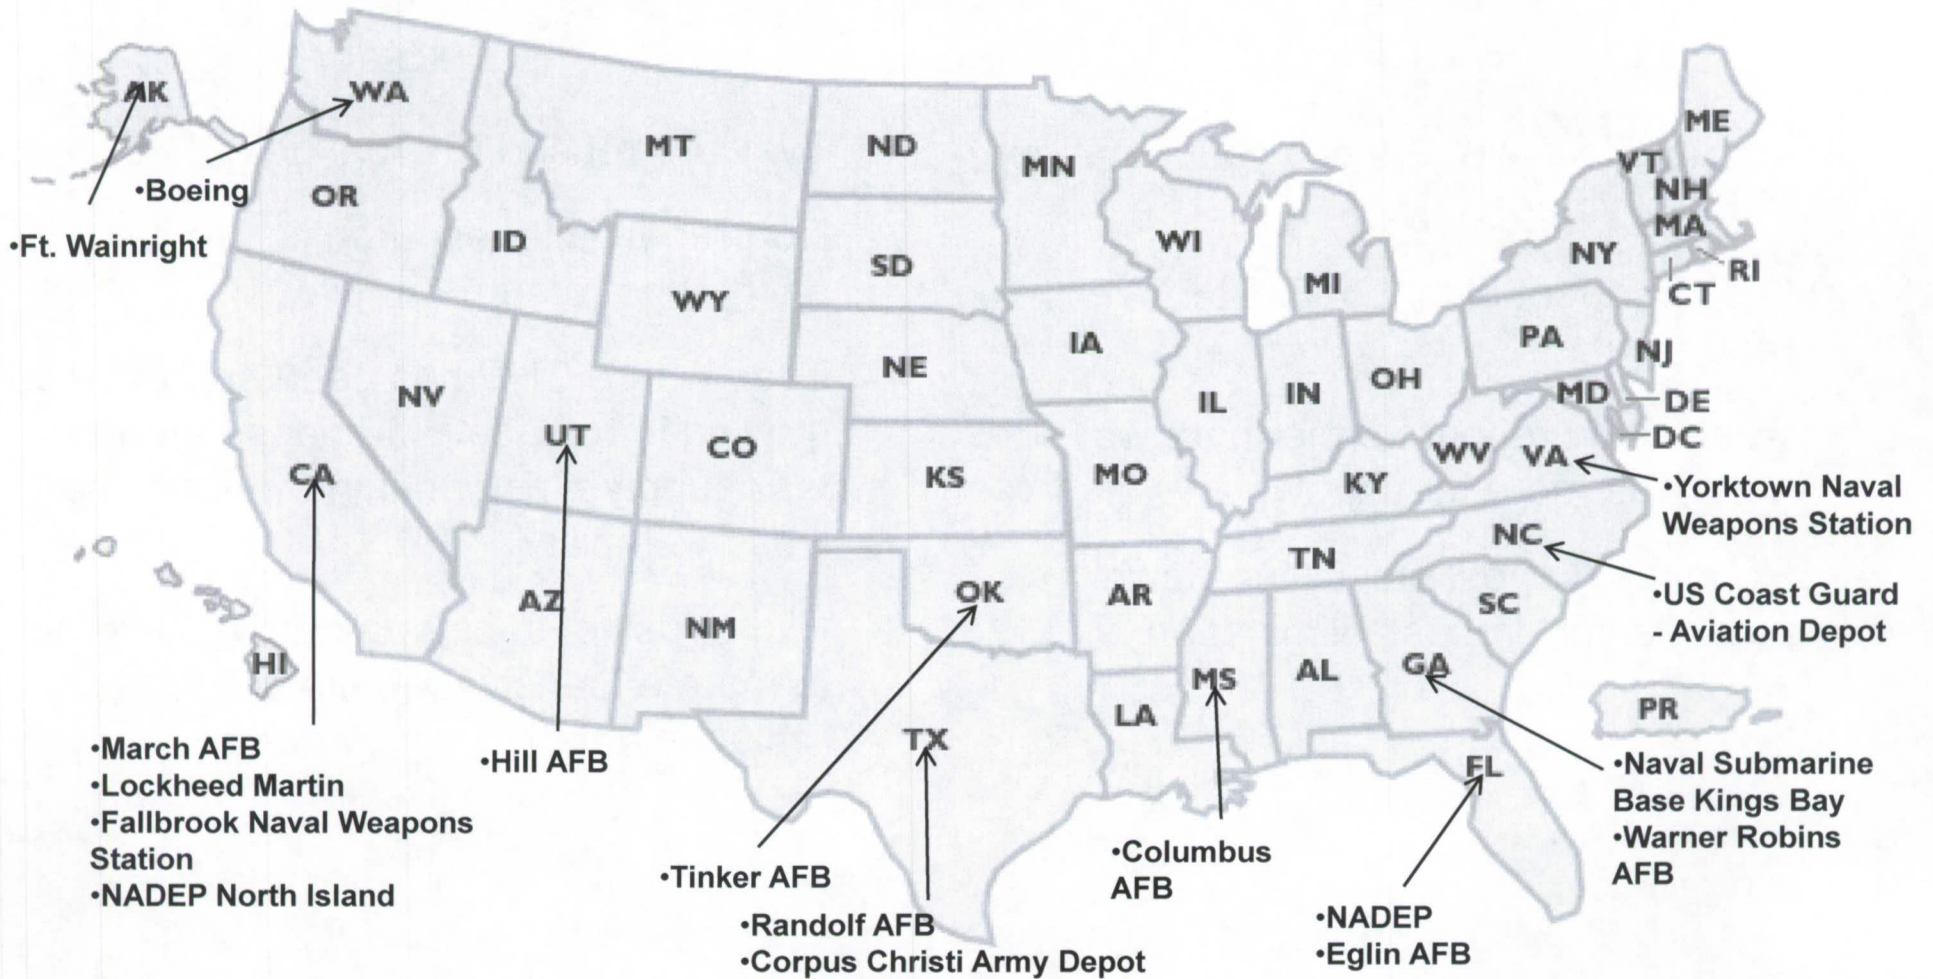 AK
WA
MT
ND
MN
ME
VT
NH
MA
•Boeing
OR
ID
WI
NY
RI
CT
•Ft. Wainright
SD
WY
MI
IA
PA
NJ
NE
NV
IL
IN
OH
MD
DE
DC
UT
CO
CA
KS
MO
KY
WV
VA
•Yorktown Naval
Weapons Station
NC
TN
AZ
OK
AR
SC
•US Coast Guard
- Aviation Depot
NM
HI
MS
AL
GA
LA
PR
TX
FL
•March AFB
•Lockheed Martin
•Fallbrook Naval Weapons
Station
•NADEP North Island
•Hill AFB
•Tinker AFB
•Randolf AFB
•Corpus Christi Army Depot
•Columbus
AFB
•NADEP
•Eglin AFB
•Naval Submarine
Base Kings Bay
•Warner Robins
AFB